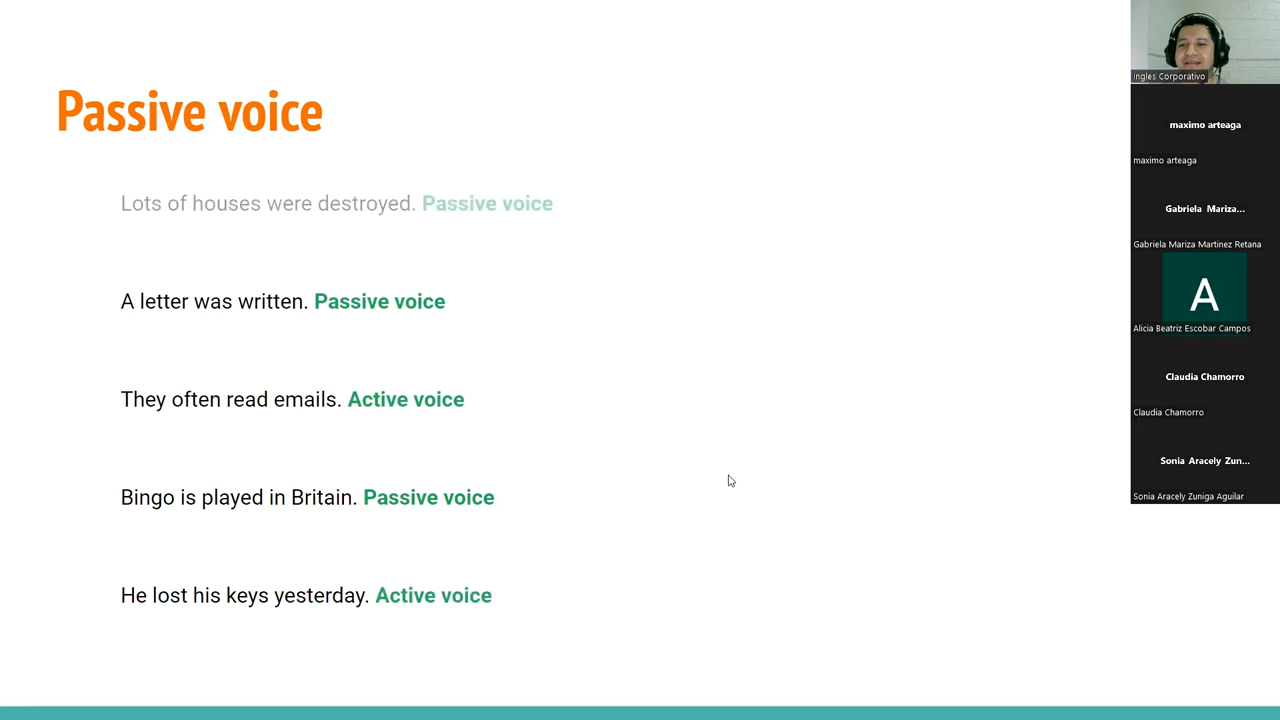 Passive voice
Lots of houses were destroyed. Passive voice
A letter was written. Passive voice
They often read emails. Active voice
Bingo is played in Britain. Passive voice
He lost his keys yesterday. Active voice
Ingles Corporativo
maximo arteaga
maximo arteaga
Gabriela Mariza...
Gabriela Mariza Martinez Retana
A
Alicia Beatriz Escobar Campos
Claudia Chamorro
Claudia Chamorro
Sonia Aracely Zun...
Sonia Aracely Zuniga Aguilar